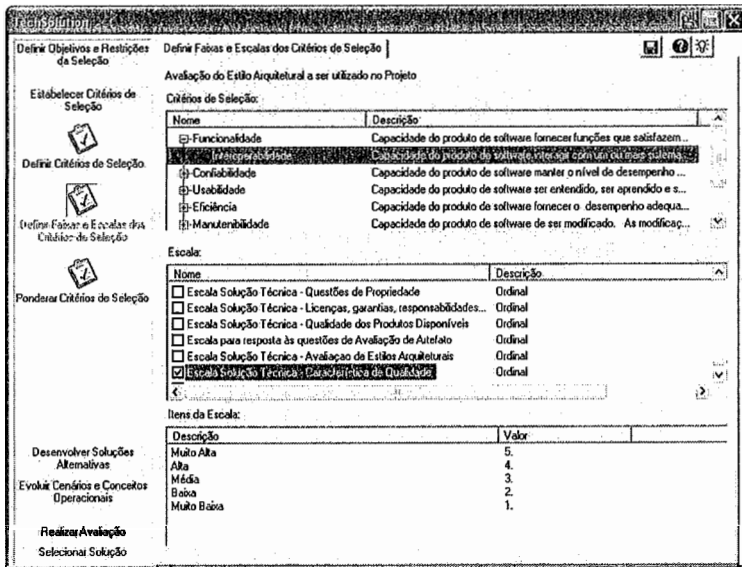 TechSolution
Definir Objetivos e Restrições da Seleção
Estabelecer Critérios de Seleção
Definir Critérios de Seleção
Definir Faixas e Escalas dos Critérios de Seleção
Ponderar Critérios de Seleção
Desenvolver Soluções Alternativas
Evoluir Cenários e Conceitos Operacionais
Realizar Avaliação
Selecionar Solução
Definir Faixas e Escalas dos Critérios de Seleção
Avaliação do Estilo Arquitetural a ser utilizado no Projeto
Critérios de Seleção:
Nome Descrição
Funcionalidade Capacidade do produto de software fornecer funções que satisfazem...
Interoperabilidade Capacidade do produto de software interagir com um ou mais sistema...
Confiabilidade Capacidade do produto de software manter o nível de desempenho ...
Usabilidade Capacidade do produto de software ser entendido, ser aprendido e s...
Eficiência Capacidade do produto de software fornecer o desempenho adequa...
Manutenibilidade Capacidade do produto de software de ser modificado. As modificaç...
Escala:
Nome Descrição
Escala Solução Técnica - Questões de Propriedade Ordinal
Escala Solução Técnica - Licenças, garantias, responsabilidades... Ordinal
Escala Solução Técnica - Qualidade dos Produtos Disponíveis Ordinal
Escala para resposta às questões de Avaliação de Artefato Ordinal
Escala Solução Técnica - Avaliaçao de Estilos Arquiteturais Ordinal
Escala Solução Técnica - Característica de Qualidade Ordinal
Itens da Escala:
Descrição Valor
Muito Alta 5.
Alta 4.
Média 3.
Baixa 2.
Muito Baixa 1.